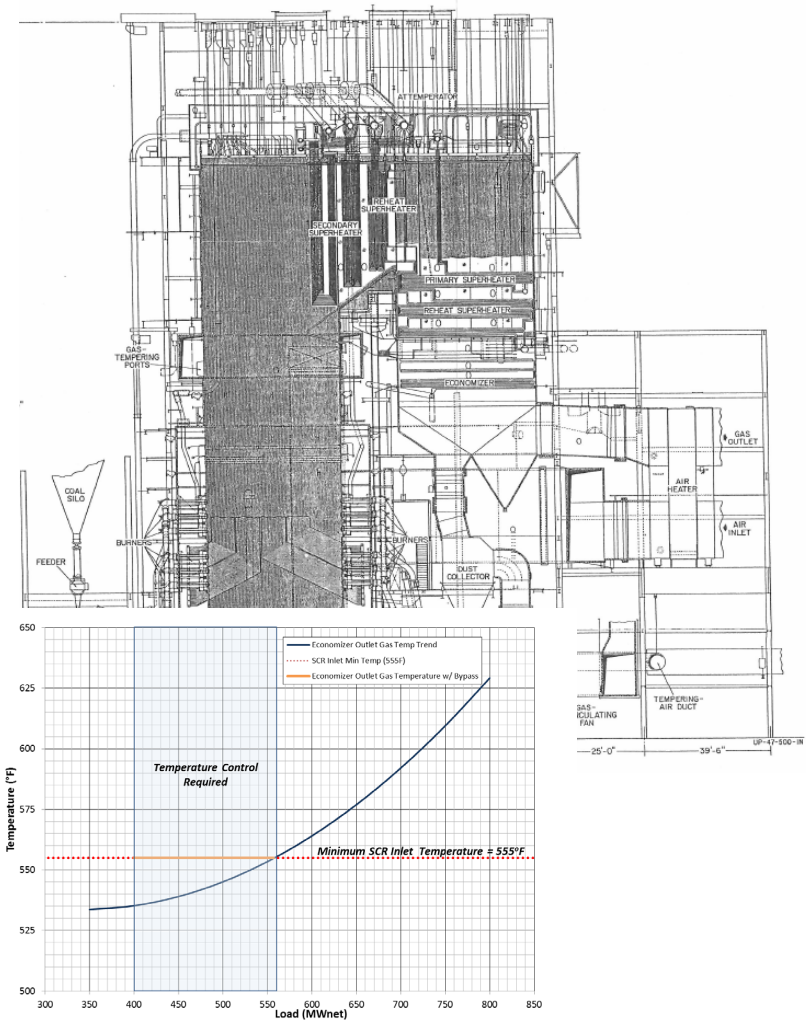 ATTEMPERATOR
REHEAT
SUPERHEATER
SECONDARY
SUPERHEATER
PRIMARY SUPERHEATER
REHEAT SUPERHEATER
GAS-
TEMPERING
PORTS
ECONOMIZER
GAS
OUTLET
AIR
HEATER
COAL
SILO
AIR
INLET
BURNERS
BURNERS
FEEDER
DUST
COLLECTOR
TEMPERING-
AIR DUCT
GAS-
CULATING
FAN
UP-47-500-IN
25'-0"
39'-6"
650
625
600
575
550
525
500
Temperature (°F)
Economizer Outlet Gas Temp Trend
SCR Inlet Min Temp (555F)
Economizer Outlet Gas Temperature w/ Bypass
Temperature Control
Required
Minimum SCR Inlet Temperature = 555°F
300 350 400 450 500 550 600 650 700 750 800 850
Load (MWnet)